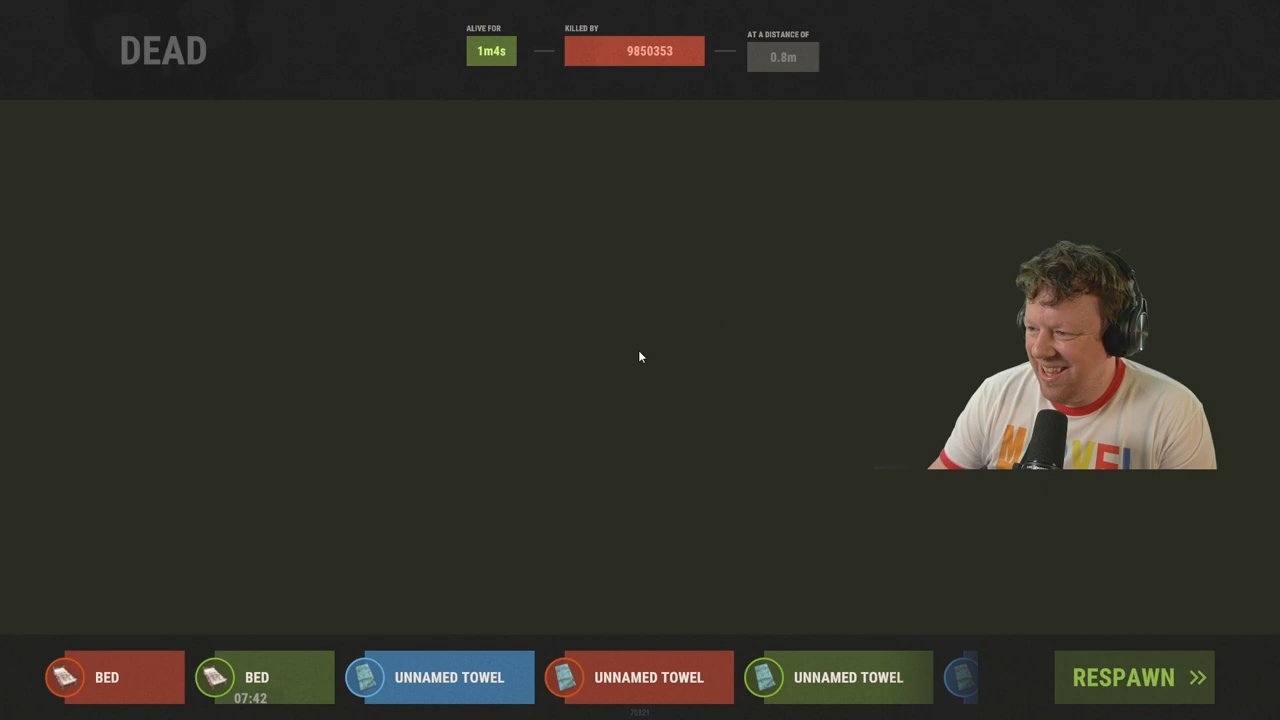 DEAD
ALIVE FOR
1m4s
KILLED BY
9850353
AT A DISTANCE OF
0.8m
BED
BED
07:42
UNNAMED TOWEL
UNNAMED TOWEL
UNNAMED TOWEL
RESPAWN